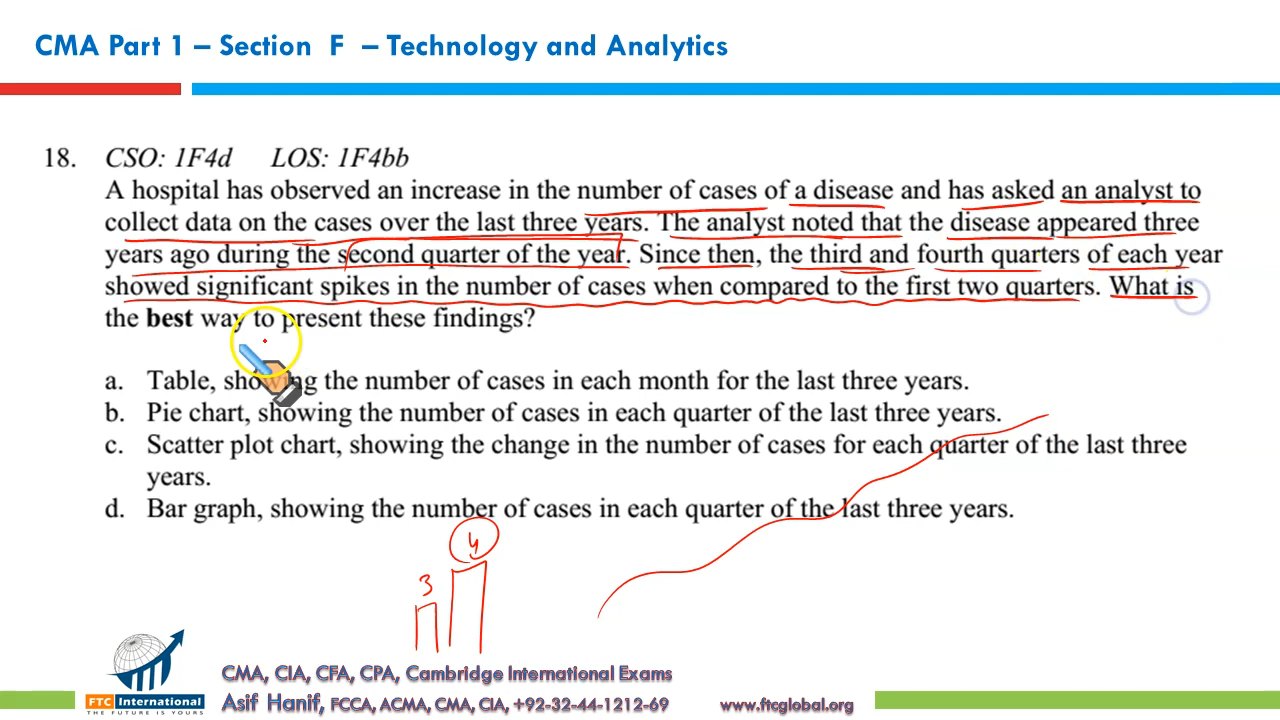 CMA Part 1 – Section F – Technology and Analytics
18. CSO: 1F4d LOS: 1F4bb
A hospital has observed an increase in the number of cases of a disease and has asked an analyst to
collect data on the cases over the last three years. The analyst noted that the disease appeared three
years ago during the second quarter of the year. Since then, the third and fourth quarters of each year
showed significant spikes in the number of cases when compared to the first two quarters. What is
the best way to present these findings?
a. Table, showing the number of cases in each month for the last three years.
b. Pie chart, showing the number of cases in each quarter of the last three years.
c. Scatter plot chart, showing the change in the number of cases for each quarter of the last three
years.
d. Bar graph, showing the number of cases in each quarter of the last three years.
4
3
FTC International
THE FUTURE IS YOURS
CMA, CIA, CFA, CPA, Cambridge International Exams
Asif Hanif, FCCA, ACMA, CMA, CIA, +92-32-44-1212-69 www.ftcglobal.org